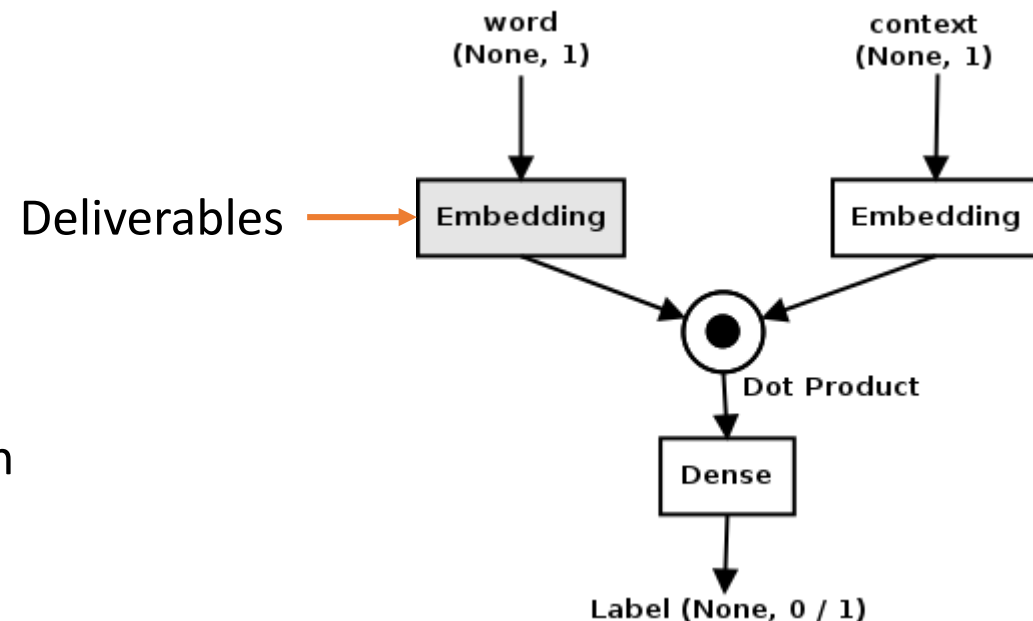 word
(None, 1)
context
(None, 1)
Deliverables
Embedding
Embedding
Dot Product
n
Dense
Label (None, 0 / 1)